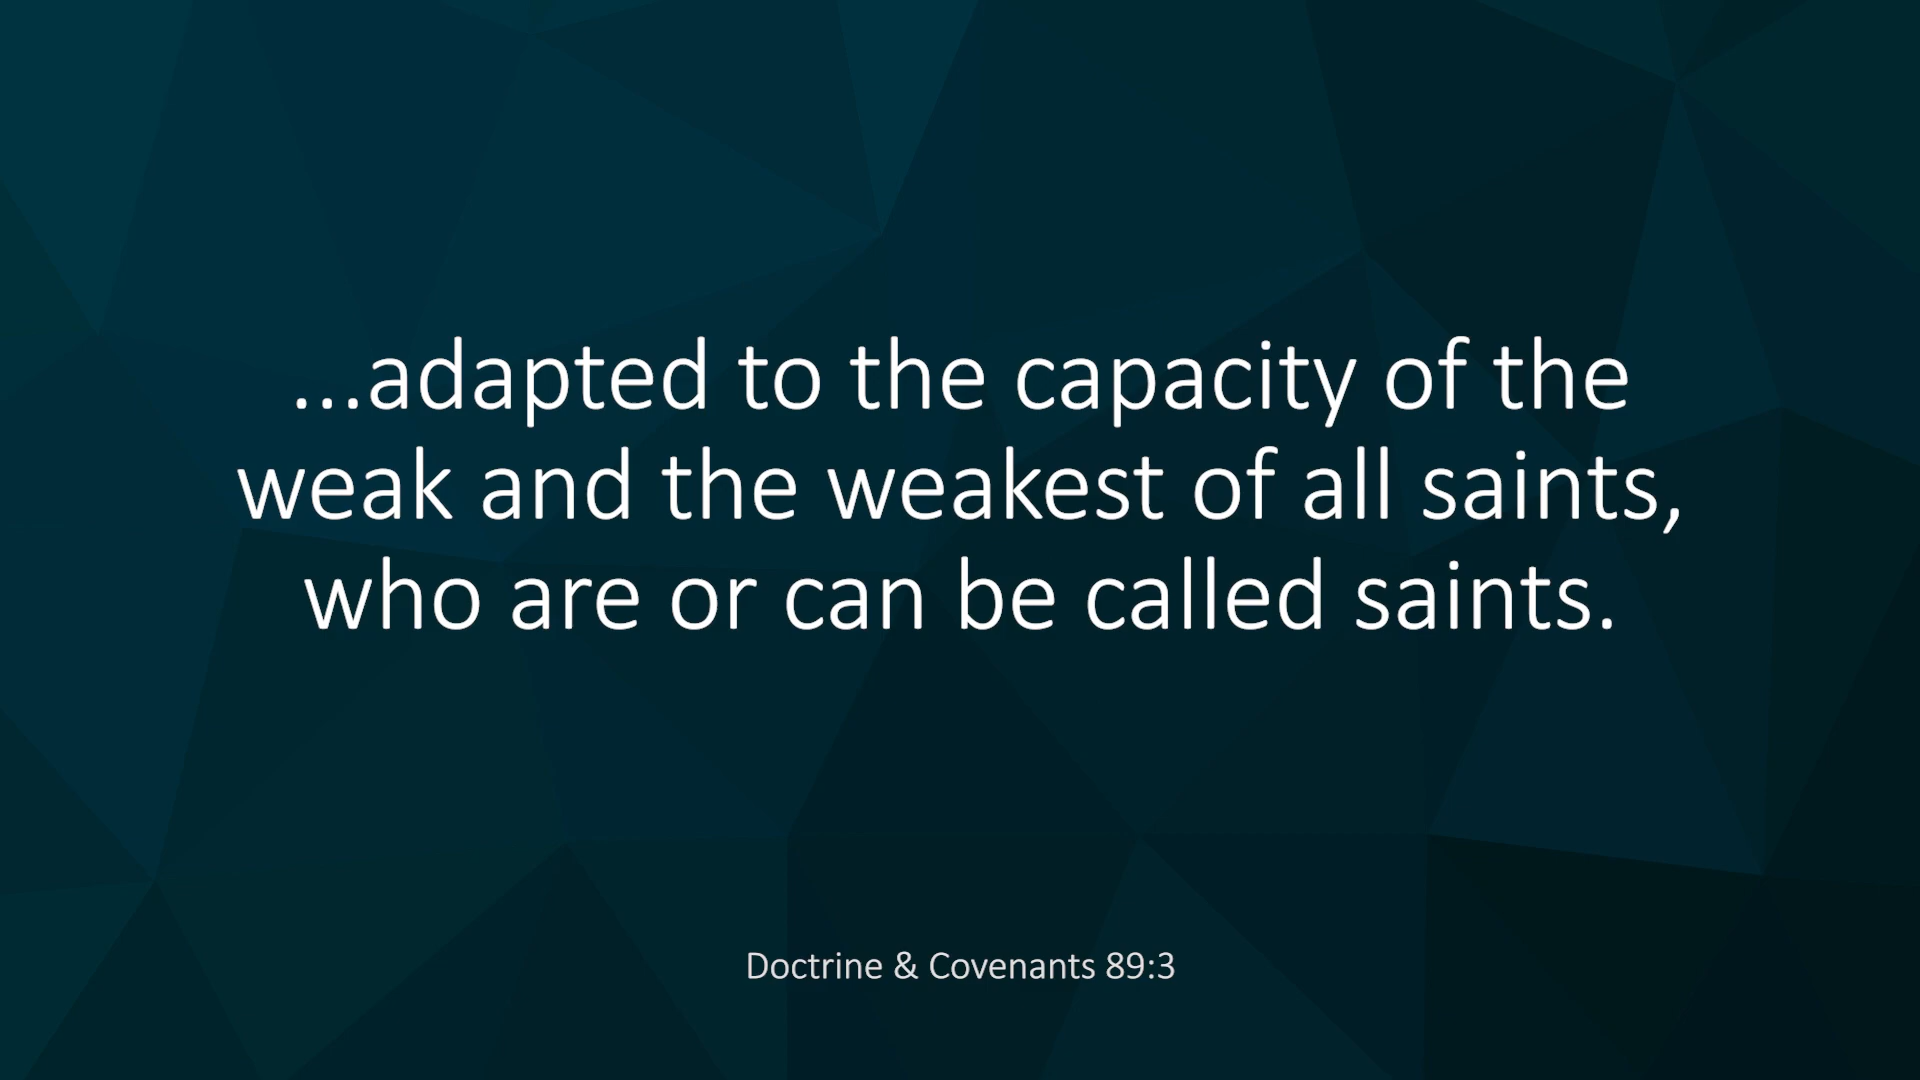 ...adapted to the capacity of the
weak and the weakest of all saints,
who are or can be called saints.
Doctrine & Covenants 89:3